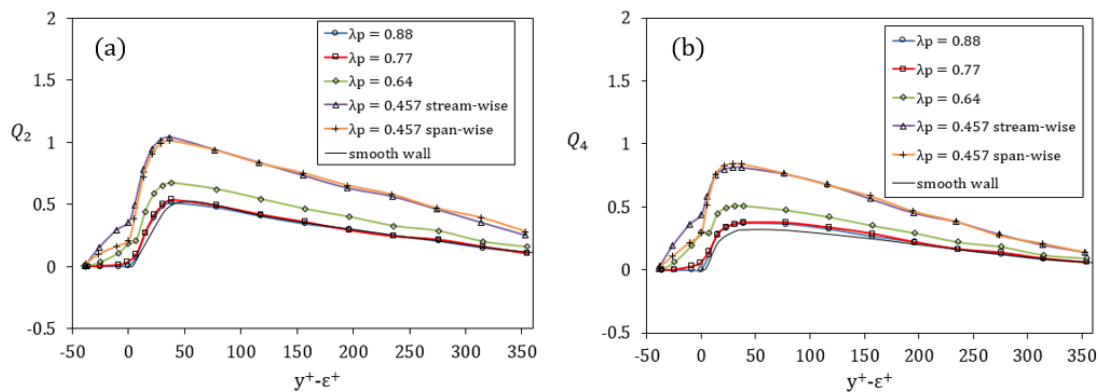 (a)
Q2
2
1.5
1
0.5
0
-0.5
-50 0 50 100 150 200 250 300 350
y⁺-ε⁺
λp = 0.88
λp = 0.77
λp = 0.64
λp = 0.457 stream-wise
λp = 0.457 span-wise
smooth wall
(b)
Q4
2
1.5
1
0.5
0
-0.5
-50 0 50 100 150 200 250 300 350
y⁺-ε⁺
λp = 0.88
λp = 0.77
λp = 0.64
λp = 0.457 stream-wise
λp = 0.457 span-wise
smooth wall